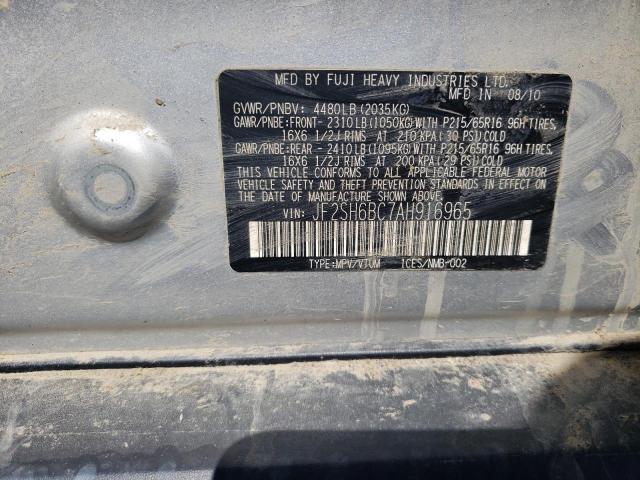 MFD BY FUJI HEAVY INDUSTRIES LTD.
MFD. IN 08/10
GVWR/PNBV: 4480LB (2035KG)
GAWR/PNBE:FRONT- 2310LB(1050KG)WITH P215/65R16 96H TIRES,
16X6 1/2J RIMS AT 210 KPA (30 PSI)COLD
GAWR/PNBE:REAR - 2410LB(1095KG)WITH P215/65R16 96H TIRES,
16X6 1/2J RIMS AT 200 KPA (29 PSI)COLD
THIS VEHICLE CONFORMS TO ALL APPLICABLE FEDERAL MOTOR
VEHICLE SAFETY AND THEFT PREVENTION STANDARDS IN EFFECT ON
THE DATE OF MANUFACTURE SHOWN ABOVE.
VIN: JF2SH6BC7AH916965
TYPE:MPV/VTUM ICES/NMB-002